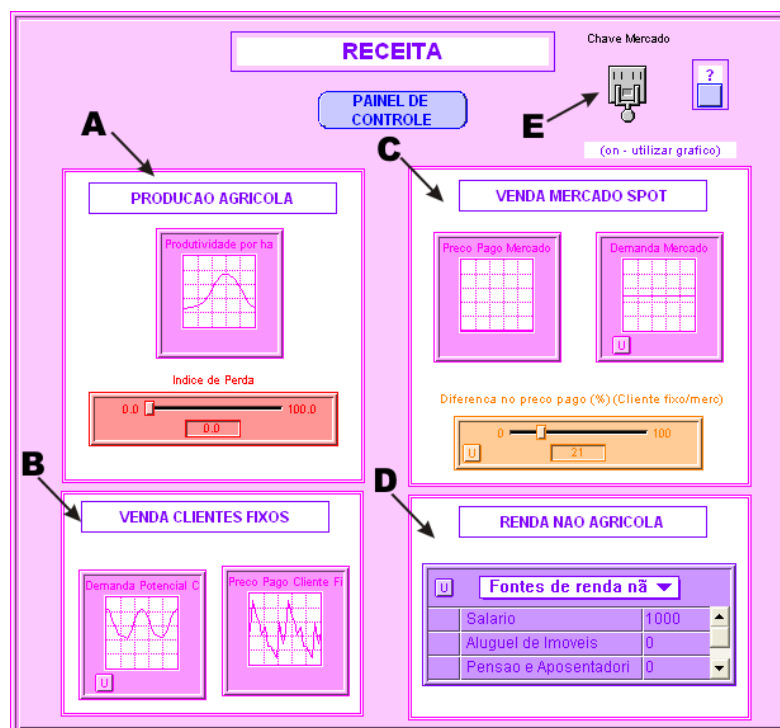 RECEITA
Chave Mercado
?
PAINEL DE
CONTROLE
E
(on - utilizar grafico)
A
PRODUCAO AGRICOLA
Produtividade por ha
Indice de Perda
0.0
100.0
0.0
C
VENDA MERCADO SPOT
Preco Pago Mercado
Demanda Mercado
U
Diferenca no preco pago (%) (Cliente fixo/merc)
0
100
U
21
B
VENDA CLIENTES FIXOS
Demanda Potencial C
U
Preco Pago Cliente Fi
D
RENDA NAO AGRICOLA
U
Fontes de renda nã
Salario 1000
Aluguel de Imoveis 0
Pensao e Aposentadori 0